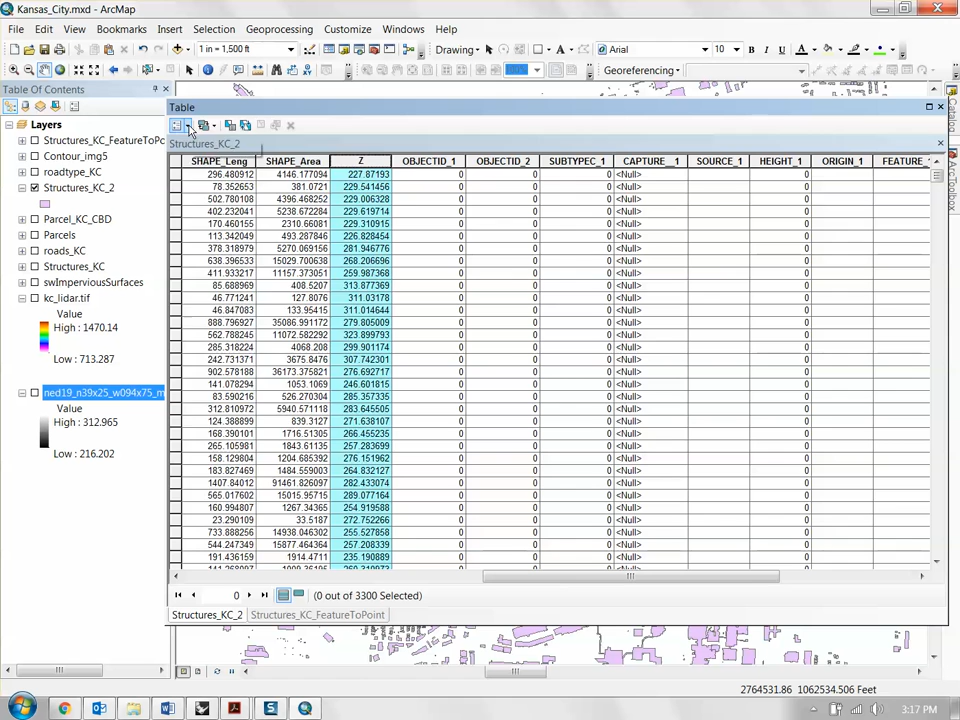 Kansas_City.mxd - ArcMap
File Edit View Bookmarks Insert Selection Geoprocessing Customize Windows Help
1 in = 1,500 ft Drawing Arial 10 B I U A
100% Georeferencing
Table Of Contents
Layers
Structures_KC_FeatureToPc
Contour_img5
roadtype_KC
Structures_KC_2
Parcel_KC_CBD
Parcels
roads_KC
Structures_KC
swImperviousSurfaces
kc_lidar.tif
Value
High : 1470.14
Low : 713.287
ned19_n39x25_w094x75_m
Value
High : 312.965
Low : 216.202
Table
Structures_KC_2
SHAPE_Leng SHAPE_Area Z OBJECTID_1 OBJECTID_2 SUBTYPEC_1 CAPTURE__1 SOURCE_1 HEIGHT_1 ORIGIN_1 FEATURE_
296.480912 4146.177094 227.87193 0 0 0 <Null> 0
78.352653 381.0721 229.541456 0 0 0 <Null> 0
502.780108 4396.468252 229.006328 0 0 0 <Null> 0
402.232041 5238.672284 229.619714 0 0 0 <Null> 0
170.460155 2310.66081 229.310915 0 0 0 <Null> 0
113.342049 493.287846 226.828454 0 0 0 <Null> 0
378.318979 5270.069156 281.946776 0 0 0 <Null> 0
638.396533 15029.700638 268.206696 0 0 0 <Null> 0
411.933217 11157.373051 259.987368 0 0 0 <Null> 0
85.688969 408.5207 313.877369 0 0 0 <Null> 0
46.771241 127.8076 311.03178 0 0 0 <Null> 0
46.847083 133.95415 311.014644 0 0 0 <Null> 0
888.796927 35086.991172 279.805009 0 0 0 <Null> 0
562.788245 11072.582292 323.899793 0 0 0 <Null> 0
285.318224 4068.208 299.901174 0 0 0 <Null> 0
242.731371 3675.8476 307.742301 0 0 0 <Null> 0
902.578188 36173.375821 276.692717 0 0 0 <Null> 0
141.078294 1053.1069 246.601815 0 0 0 <Null> 0
83.590216 526.270304 285.357335 0 0 0 <Null> 0
312.810972 5940.571118 283.645505 0 0 0 <Null> 0
124.388899 839.3127 271.638107 0 0 0 <Null> 0
168.390101 1716.51305 266.455235 0 0 0 <Null> 0
265.105981 1843.61135 257.283699 0 0 0 <Null> 0
158.129804 1204.685365 276.151962 0 0 0 <Null> 0
183.827469 1484.559003 264.832127 0 0 0 <Null> 0
1407.84012 91461.826097 282.433074 0 0 0 <Null> 0
565.017602 15015.95715 289.077164 0 0 0 <Null> 0
160.994807 1267.34365 254.919588 0 0 0 <Null> 0
23.290109 33.5187 272.752266 0 0 0 <Null> 0
733.888256 14938.046302 255.527858 0 0 0 <Null> 0
544.247349 15877.464364 257.208339 0 0 0 <Null> 0
191.436159 1914.4711 235.190889 0 0 0 <Null> 0
0 (0 out of 3300 Selected)
Structures_KC_2 Structures_KC_FeatureToPoint
Catalog
ArcToolbox
2764531.86 1062534.506 Feet
3:17 PM